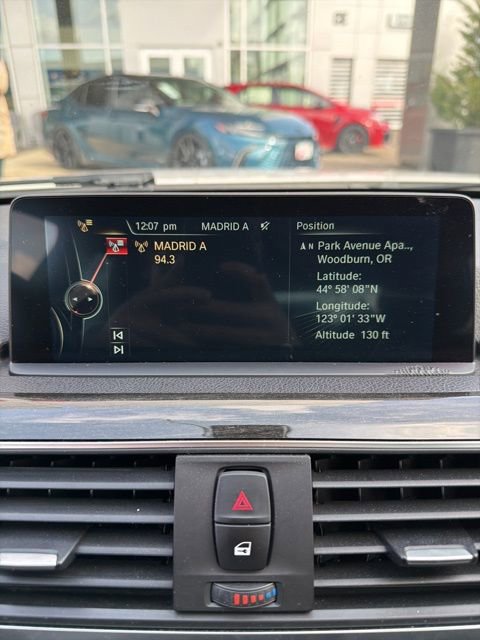 12:07 pm MADRID A Position
MADRID A
94.3
N Park Avenue Apa..,
Woodburn, OR
Latitude:
44° 58' 08"N
Longitude:
123° 01' 33"W
Altitude 130 ft